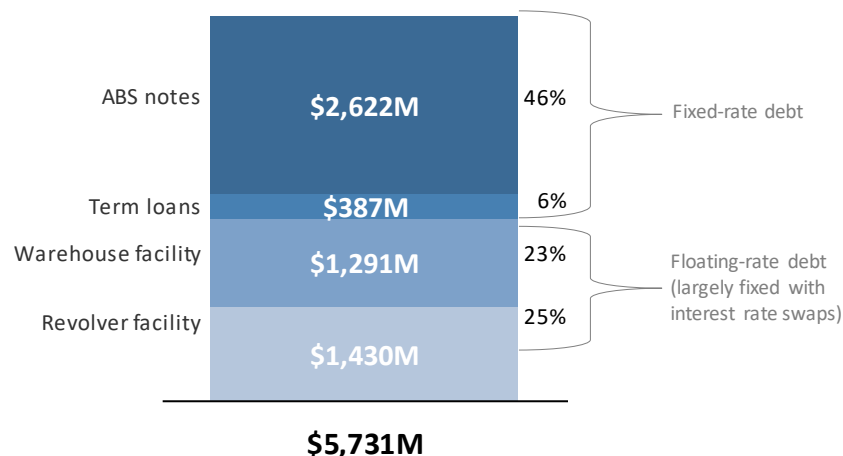 ABS notes
$2,622M
46%
Fixed-rate debt
Term loans
$387M
6%
Warehouse facility
$1,291M
23%
Floating-rate debt
(largely fixed with
interest rate swaps)
Revolver facility
$1,430M
25%
$5,731M